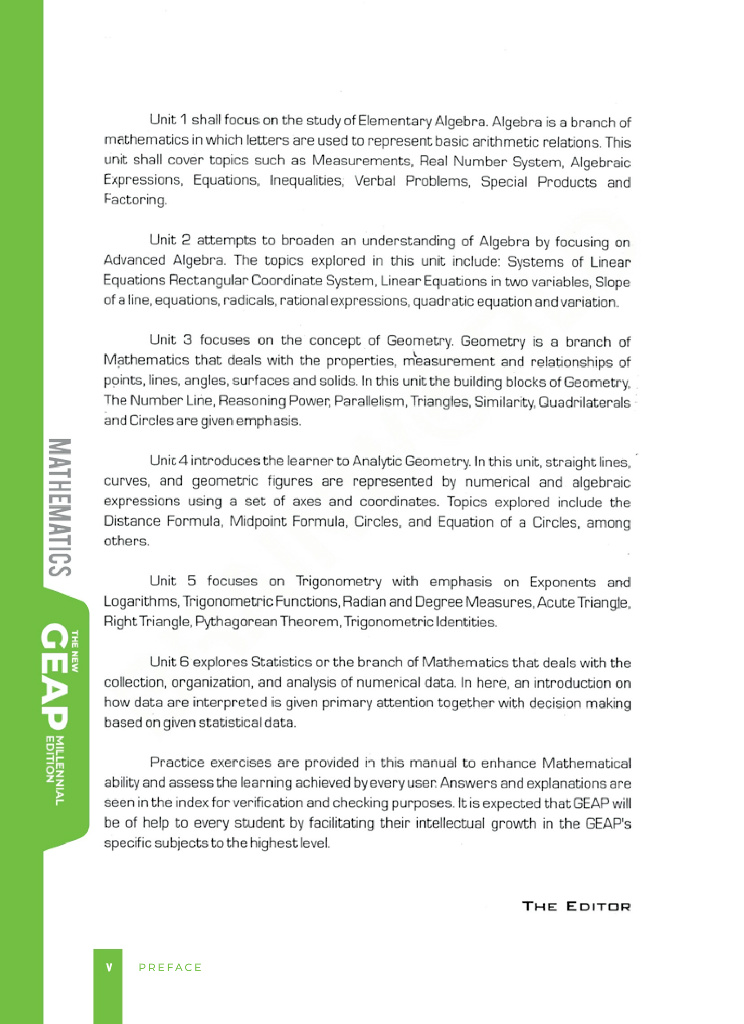 Unit 1 shall focus on the study of Elementary Algebra. Algebra is a branch of
mathematics in which letters are used to represent basic arithmetic relations. This
unit shall cover topics such as Measurements, Real Number System, Algebraic
Expressions, Equations, Inequalities, Verbal Problems, Special Products and
Factoring.
Unit 2 attempts to broaden an understanding of Algebra by focusing on
Advanced Algebra. The topics explored in this unit include: Systems of Linear
Equations Rectangular Coordinate System, Linear Equations in two variables, Slope
of a line, equations, radicals, rational expressions, quadratic equation and variation.
Unit 3 focuses on the concept of Geometry. Geometry is a branch of
Mathematics that deals with the properties, measurement and relationships of
points, lines, angles, surfaces and solids. In this unit the building blocks of Geometry,
The Number Line, Reasoning Power, Parallelism, Triangles, Similarity, Quadrilaterals
and Circles are given emphasis.
Unit 4 introduces the learner to Analytic Geometry. In this unit, straight lines,
curves, and geometric figures are represented by numerical and algebraic
expressions using a set of axes and coordinates. Topics explored include the
Distance Formula, Midpoint Formula, Circles, and Equation of a Circles, among
others.
Unit 5 focuses on Trigonometry with emphasis on Exponents and
Logarithms, Trigonometric Functions, Radian and Degree Measures, Acute Triangle,
Right Triangle, Pythagorean Theorem, Trigonometric Identities.
Unit 6 explores Statistics or the branch of Mathematics that deals with the
collection, organization, and analysis of numerical data. In here, an introduction on
how data are interpreted is given primary attention together with decision making
based on given statistical data.
Practice exercises are provided in this manual to enhance Mathematical
ability and assess the learning achieved by every user. Answers and explanations are
seen in the index for verification and checking purposes. It is expected that GEAP will
be of help to every student by facilitating their intellectual growth in the GEAP's
specific subjects to the highest level.
THE EDITOR
MATHEMATICS
THE NEW
GEAP
MILLENNIAL
EDITION
V PREFACE